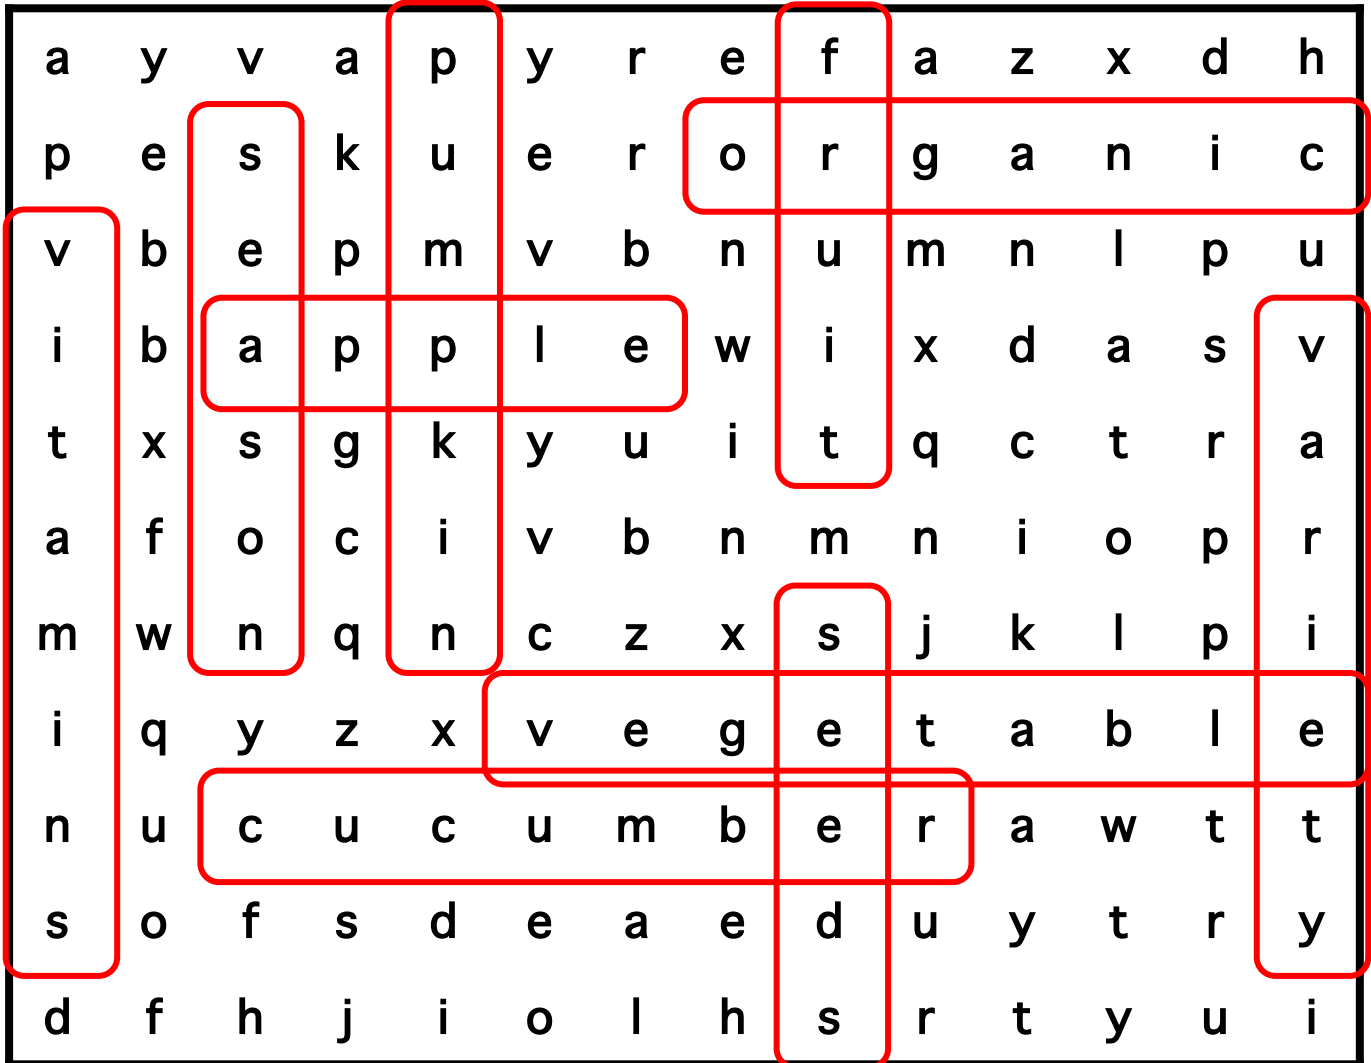 a y v a p y r e f a z x d h
p e s k u e r o r g a n i c
v b e p m v b n u m n l p u
i b a p p l e w i x d a s v
t x s g k y u i t q c t r a
a f o c i v b n m n i o p r
m w n q n c z x s j k l p i
i q y z x v e g e t a b l e
n u c u c u m b e r a w t t
s o f s d e a e d u y t r y
d f h j i o l h s r t y u i